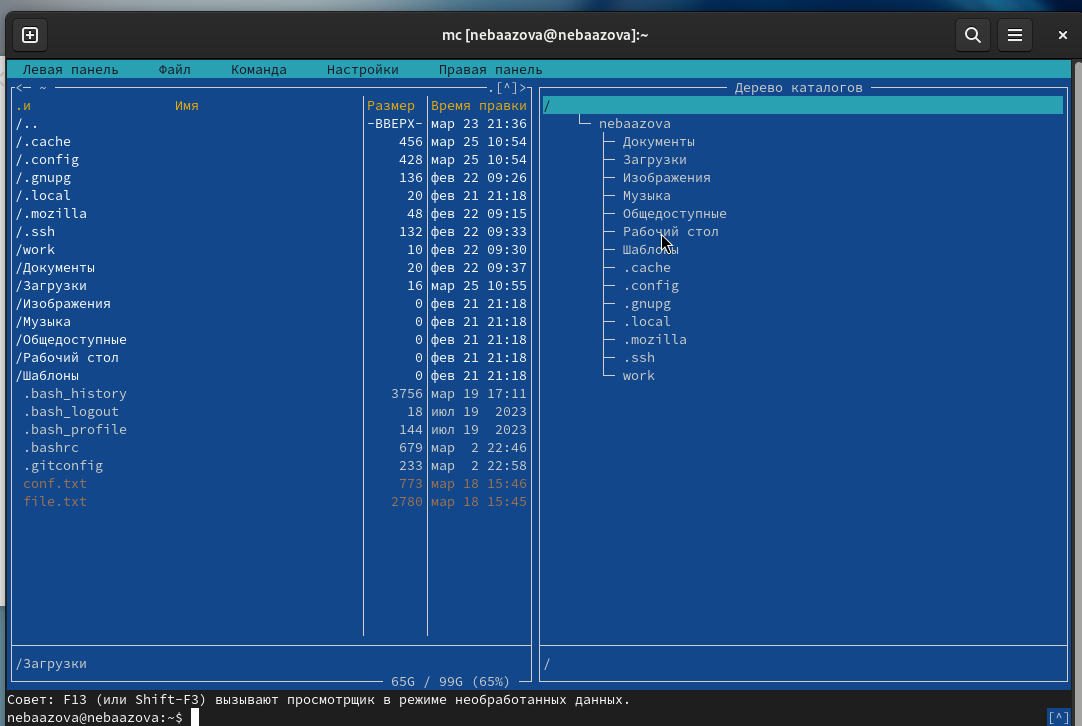 mc [nebaazova@nebaazova]:~
Левая панель Файл Команда Настройки Правая панель
<— ~ .[^]>
.и Имя Размер Время правки
/.. -ВВЕРХ- мар 23 21:36
/.cache 456 мар 25 10:54
/.config 428 мар 25 10:54
/.gnupg 136 фев 22 09:26
/.local 20 фев 21 21:18
/.mozilla 48 фев 22 09:15
/.ssh 132 фев 22 09:33
/work 10 фев 22 09:30
/Документы 20 фев 22 09:37
/Загрузки 16 мар 25 10:55
/Изображения 0 фев 21 21:18
/Музыка 0 фев 21 21:18
/Общедоступные 0 фев 21 21:18
/Рабочий стол 0 фев 21 21:18
/Шаблоны 0 фев 21 21:18
.bash_history 3756 мар 19 17:11
.bash_logout 18 июл 19 2023
.bash_profile 144 июл 19 2023
.bashrc 679 мар 2 22:46
.gitconfig 233 мар 2 22:58
conf.txt 773 мар 18 15:46
file.txt 2780 мар 18 15:45
/Загрузки
65G / 99G (65%)
Дерево каталогов
/
nebaazova
Документы
Загрузки
Изображения
Музыка
Общедоступные
Рабочий стол
Шаблоны
.cache
.config
.gnupg
.local
.mozilla
.ssh
work
/
Совет: F13 (или Shift-F3) вызывают просмотрщик в режиме необработанных данных.
nebaazova@nebaazova:~$ [^]